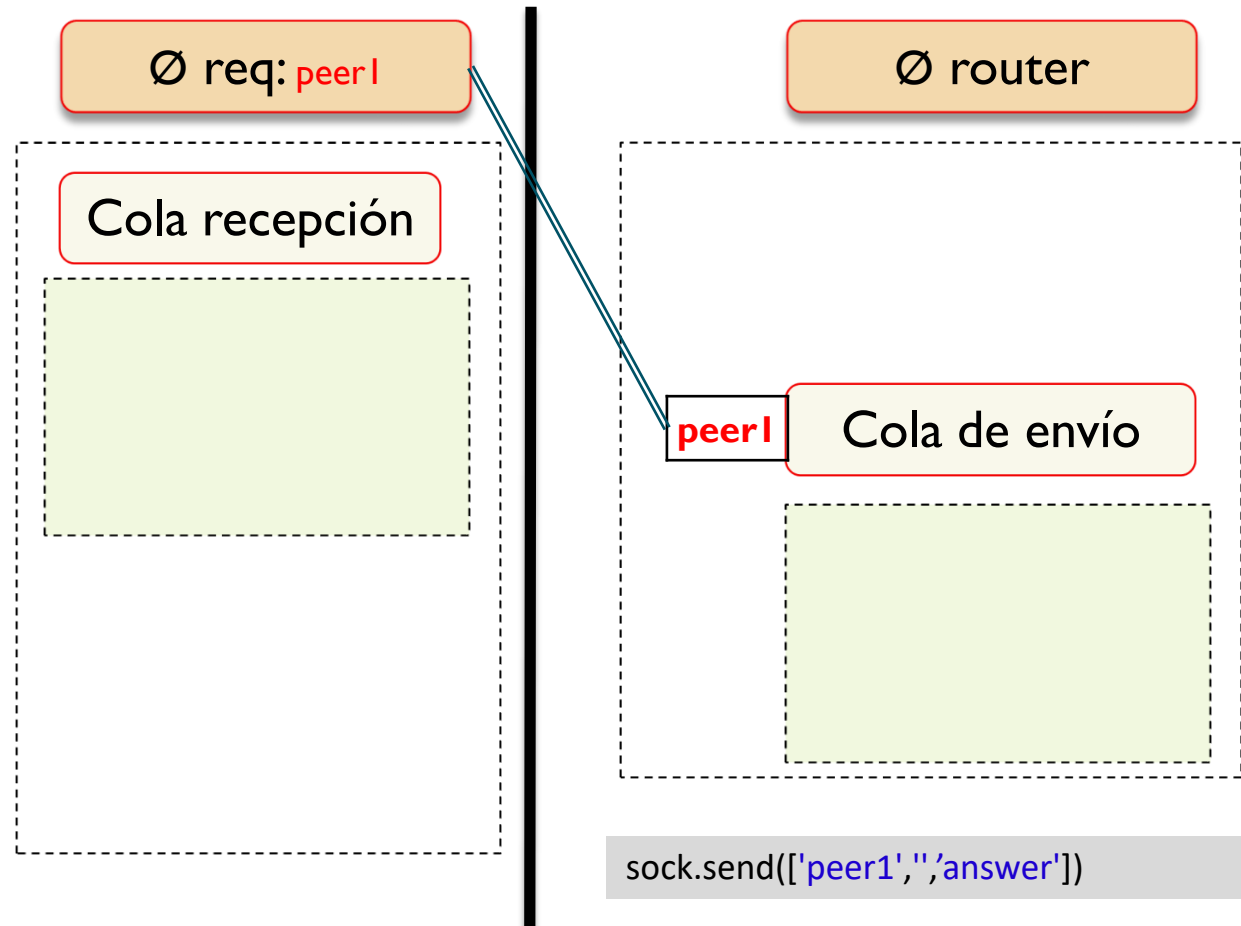 Ø req: peer1
Ø router
Cola recepción
peer1
Cola de envío
sock.send(['peer1','',’answer'])